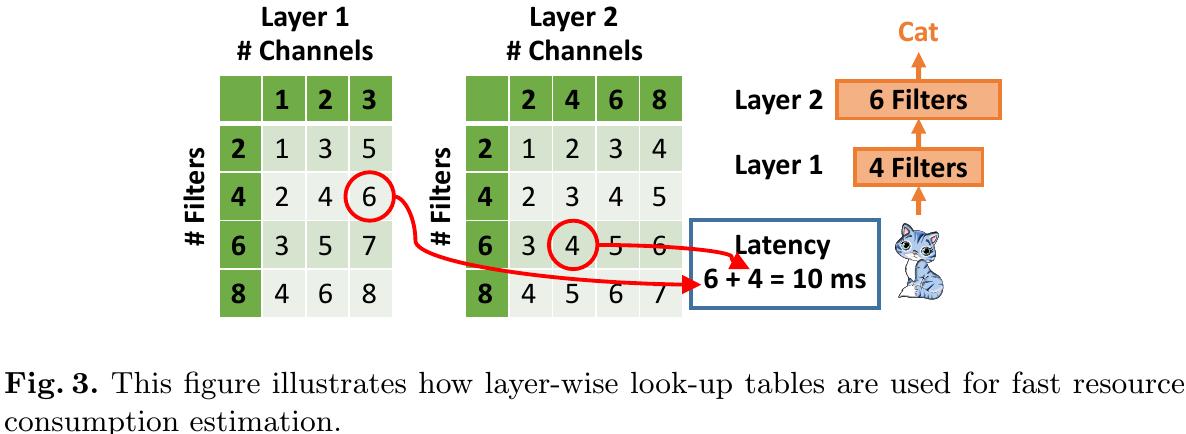 Layer 1
# Channels
# Filters
1 2 3
2 1 3 5
4 2 4 6
6 3 5 7
8 4 6 8
Layer 2
# Channels
# Filters
2 4 6 8
2 1 2 3 4
4 2 3 4 5
6 3 4 5 6
8 4 5 6 7
Cat
Layer 2 6 Filters
Layer 1 4 Filters
Latency
6 + 4 = 10 ms
Fig. 3. This figure illustrates how layer-wise look-up tables are used for fast resource
consumption estimation.